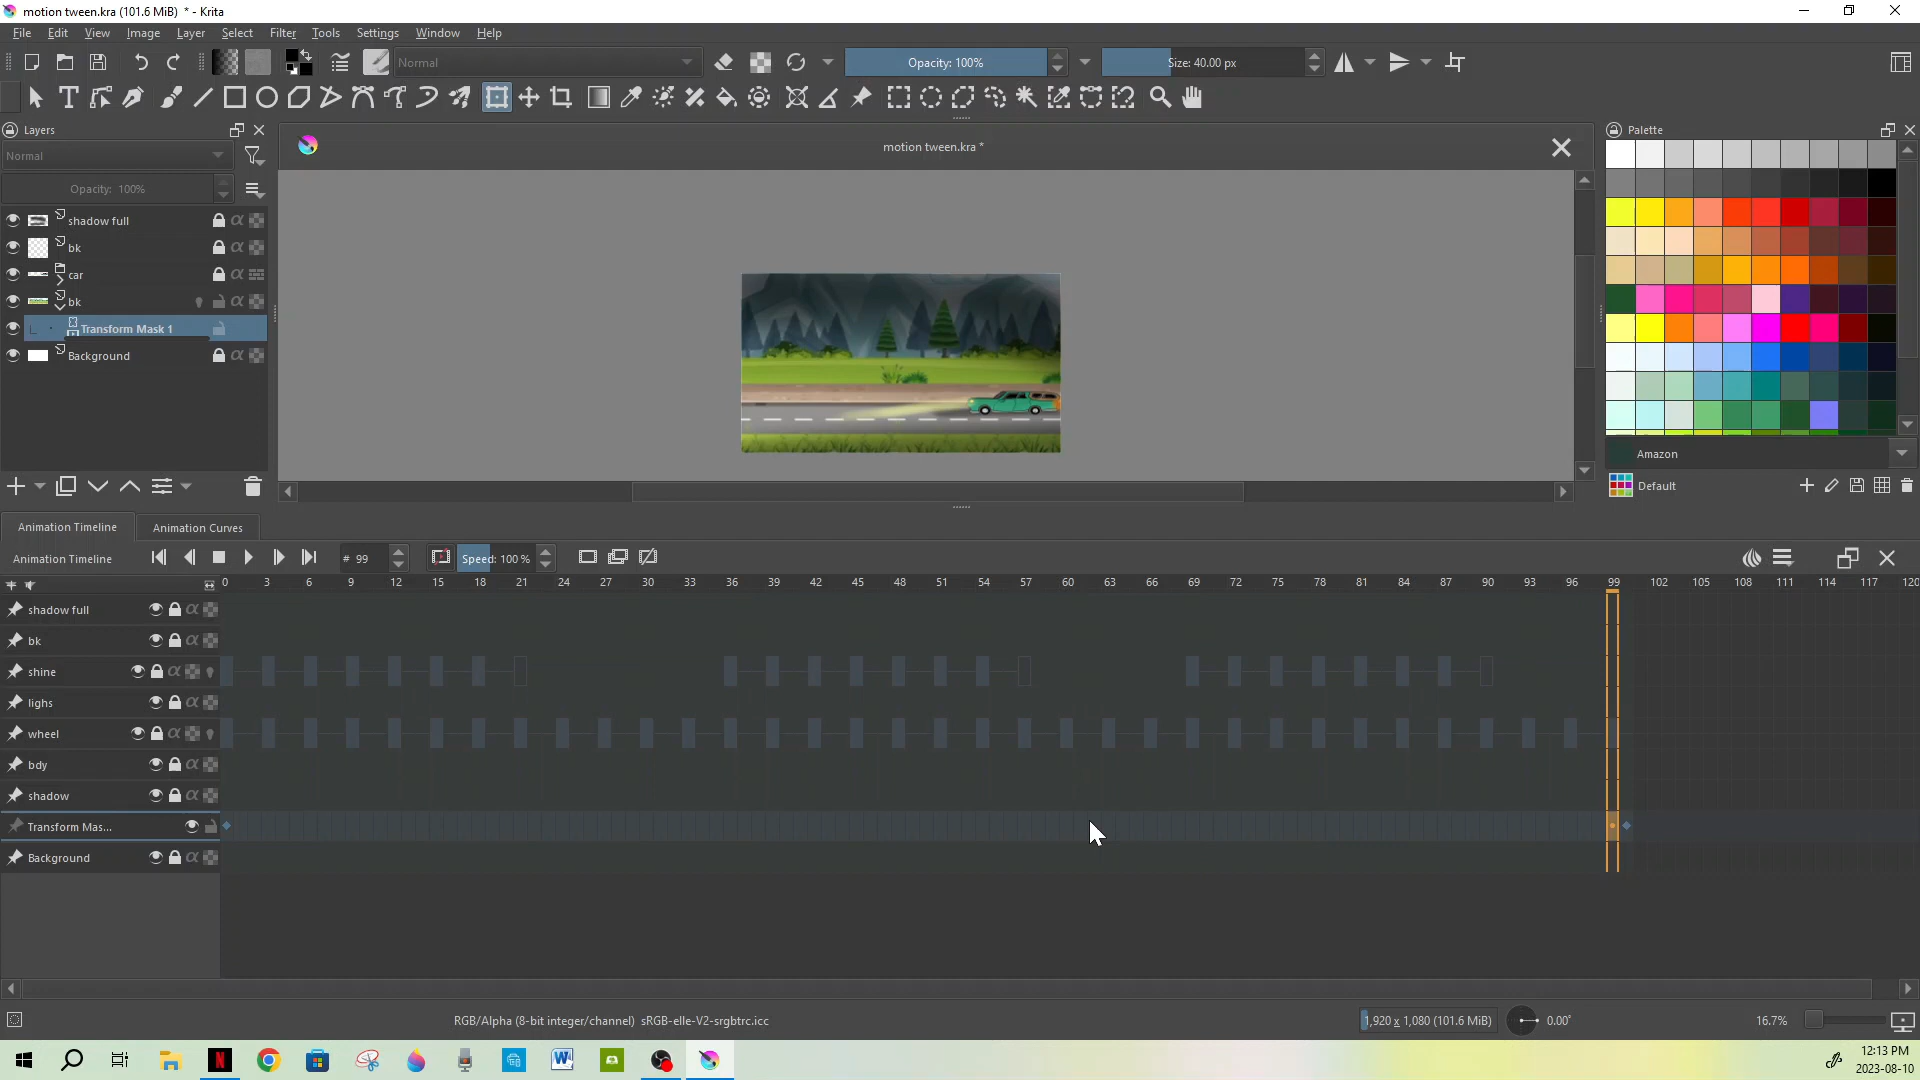 motion tween.kra (101.6 MiB)  * - Krita
File Edit View Image Layer Select Filter Tools Settings Window Help
Normal
Opacity: 100%
Size: 40.00 px
Layers
motion tween.kra *
Palette
Normal
Opacity:  100%
shadow full
bk
car
bk
Transform Mask 1
Background
Amazon
Default
Animation Timeline
Animation Curves
Animation Timeline
# 99
Speed: 100 %
0 3 6 9 12 15 18 21 24 27 30 33 36 39 42 45 48 51 54 57 60 63 66 69 72 75 78 81 84 87 90 93 96 99 102 105 108 111 114 117 120
shadow full
bk
shine
lighs
wheel
bdy
shadow
Transform Mas...
Background
RGB/Alpha (8-bit integer/channel)  sRGB-elle-V2-srgbtrc.icc
1,920 x 1,080 (101.6 MiB)
0.00°
16.7%
12:13 PM
2023-08-10